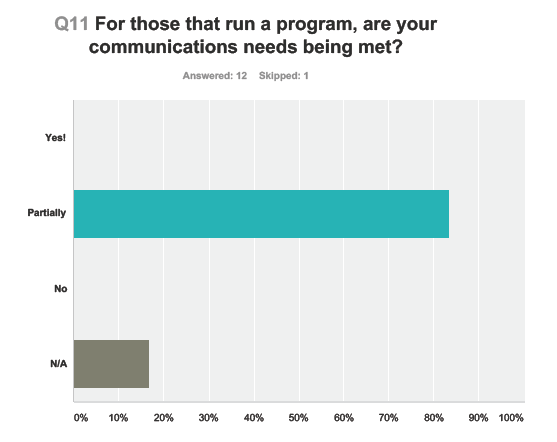 Q11 For those that run a program, are your
communications needs being met?
Answered: 12 Skipped: 1
Yes!
Partially
No
N/A
0% 10% 20% 30% 40% 50% 60% 70% 80% 90% 100%